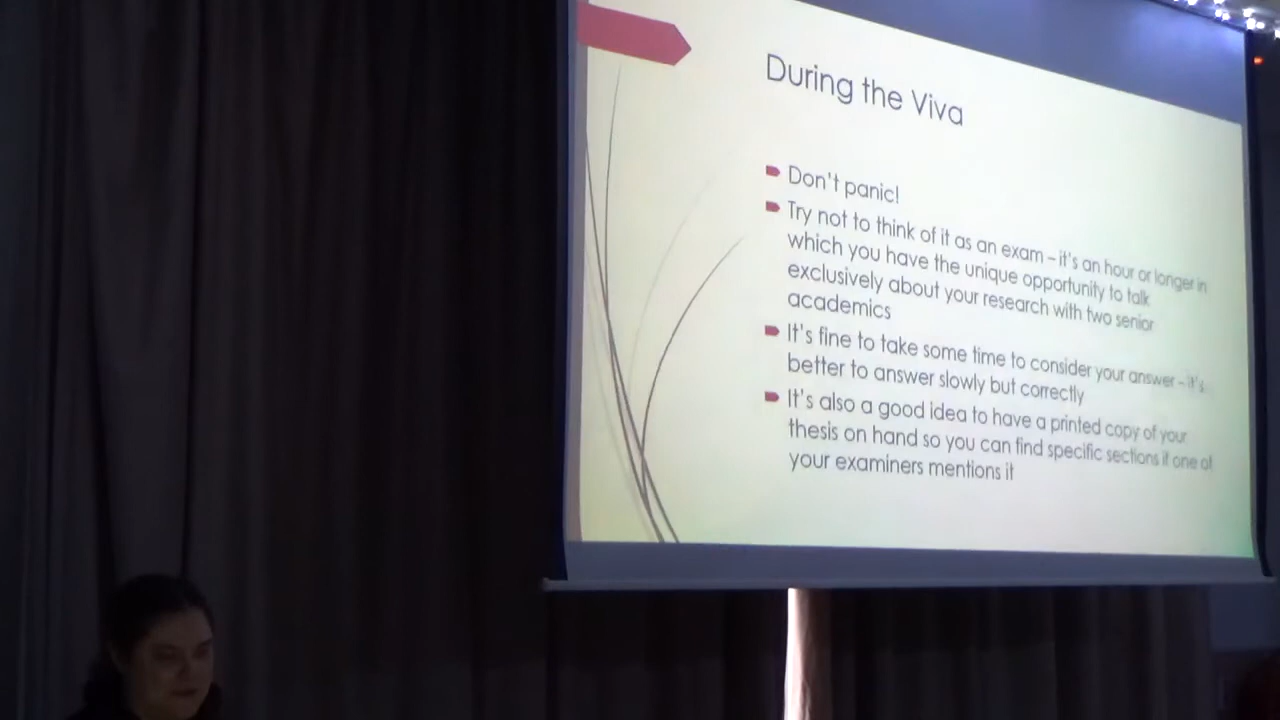 During the Viva
Don't panic!
Try not to think of it as an exam – it's an hour or longer in
which you have the unique opportunity to talk
exclusively about your research with two senior
academics
It's fine to take some time to consider your answer – it's
better to answer slowly but correctly
It's also a good idea to have a printed copy of your
thesis on hand so you can find specific sections if one of
your examiners mentions it